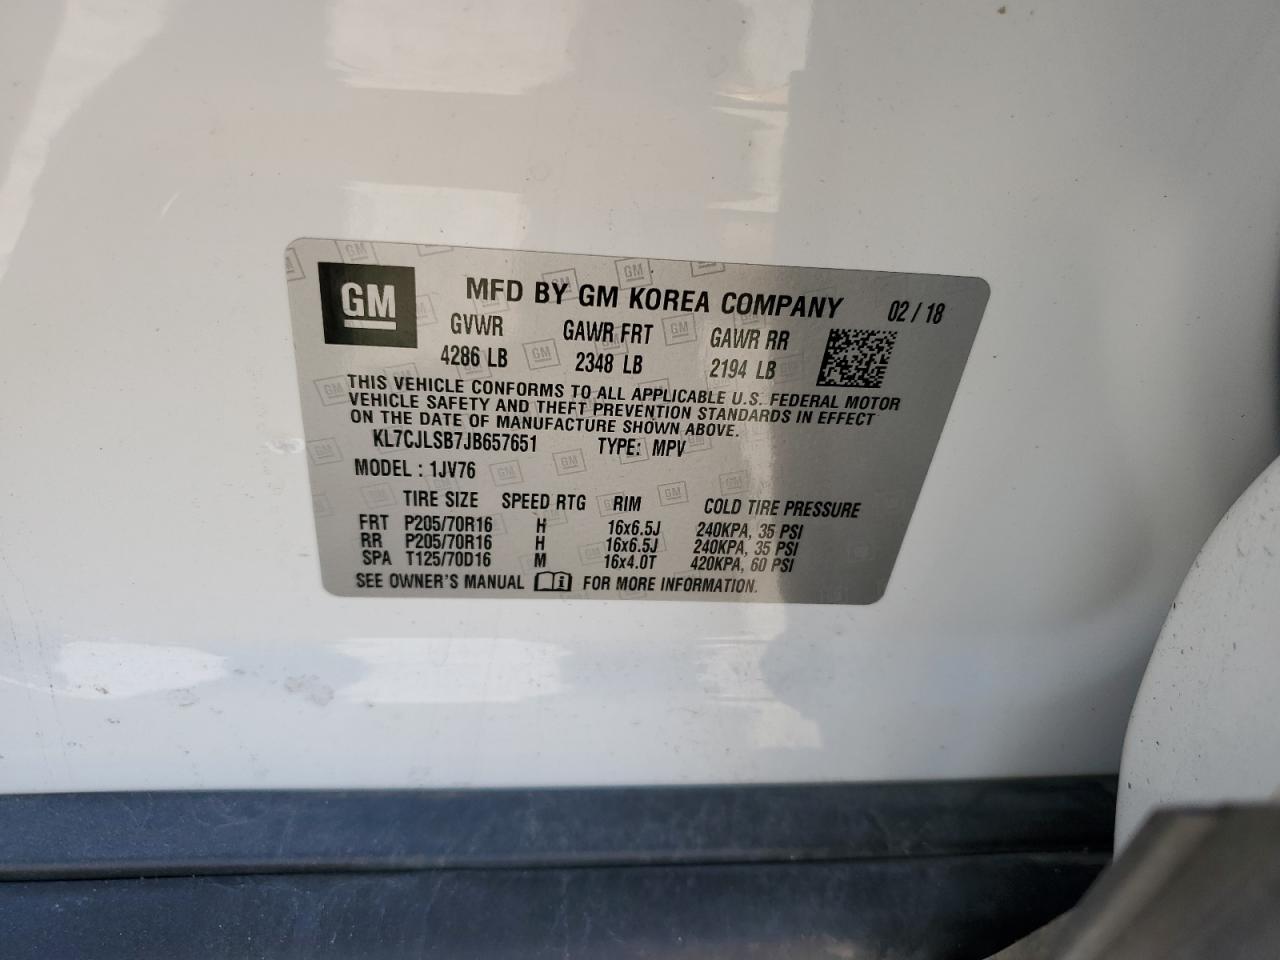 GM
MFD BY GM KOREA COMPANY 02 / 18
GVWR GAWR FRT GAWR RR
4286 LB 2348 LB 2194 LB
THIS VEHICLE CONFORMS TO ALL APPLICABLE U.S. FEDERAL MOTOR
VEHICLE SAFETY AND THEFT PREVENTION STANDARDS IN EFFECT
ON THE DATE OF MANUFACTURE SHOWN ABOVE.
KL7CJLSB7JB657651 TYPE: MPV
MODEL : 1JV76
TIRE SIZE SPEED RTG RIM COLD TIRE PRESSURE
FRT P205/70R16 H 16x6.5J 240KPA, 35 PSI
RR P205/70R16 H 16x6.5J 240KPA, 35 PSI
SPA T125/70D16 M 16x4.0T 420KPA, 60 PSI
SEE OWNER'S MANUAL FOR MORE INFORMATION.